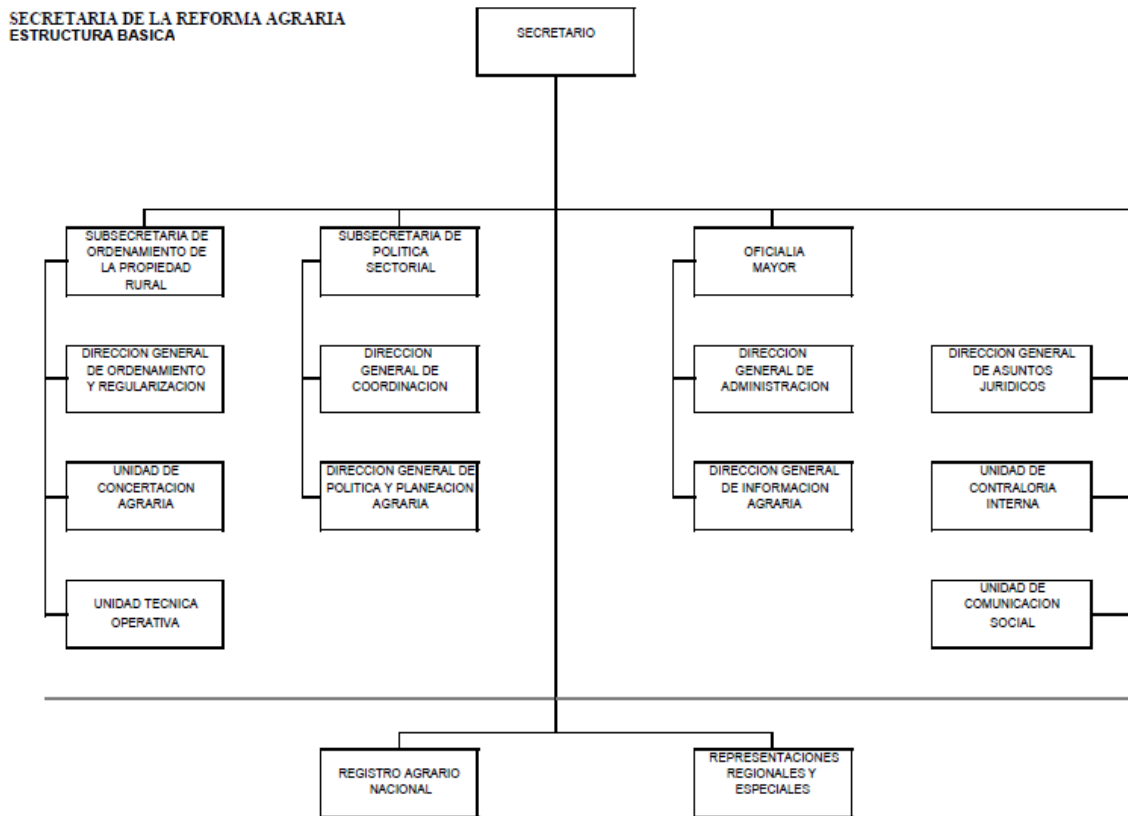 SECRETARIA DE LA REFORMA AGRARIA
ESTRUCTURA BASICA
SECRETARIO
SUBSECRETARIA DE
ORDENAMIENTO DE
LA PROPIEDAD
RURAL
SUBSECRETARIA DE
POLITICA
SECTORIAL
OFICIALIA
MAYOR
DIRECCION GENERAL
DE ORDENAMIENTO
Y REGULARIZACION
DIRECCION
GENERAL DE
COORDINACION
DIRECCION
GENERAL DE
ADMINISTRACION
DIRECCION GENERAL
DE ASUNTOS
JURIDICOS
UNIDAD DE
CONCERTACION
AGRARIA
DIRECCION GENERAL DE
POLITICA Y PLANEACION
AGRARIA
DIRECCION GENERAL
DE INFORMACION
AGRARIA
UNIDAD DE
CONTRALORIA
INTERNA
UNIDAD TECNICA
OPERATIVA
UNIDAD DE
COMUNICACION
SOCIAL
REGISTRO AGRARIO
NACIONAL
REPRESENTACIONES
REGIONALES Y
ESPECIALES